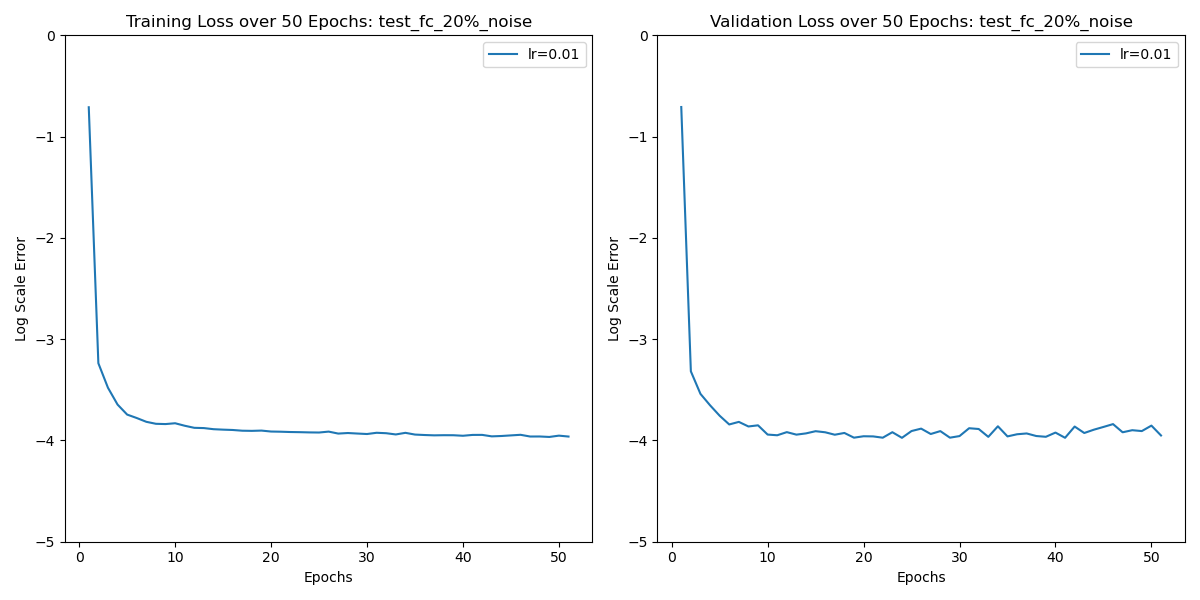 Training Loss over 50 Epochs: test_fc_20%_noise
lr=0.01
0
−1
−2
−3
−4
−5
Log Scale Error
0 10 20 30 40 50
Epochs
Validation Loss over 50 Epochs: test_fc_20%_noise
lr=0.01
0
−1
−2
−3
−4
−5
Log Scale Error
0 10 20 30 40 50
Epochs